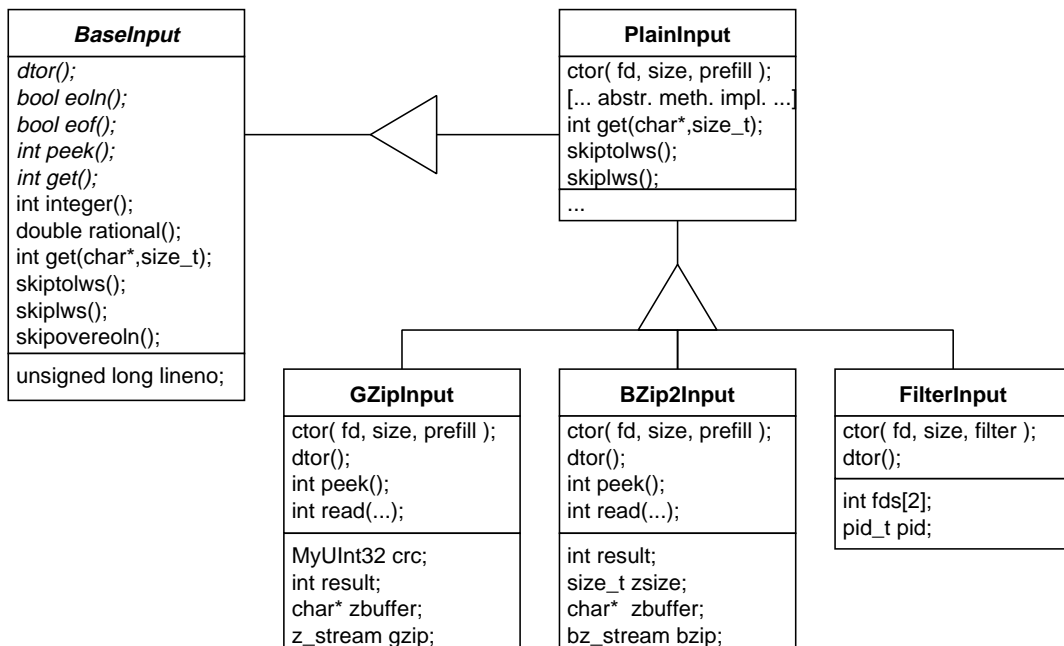 BaseInput
dtor();
bool eoln();
bool eof();
int peek();
int get();
int integer();
double rational();
int get(char*,size_t);
skiptolws();
skiplws();
skipovereoln();
unsigned long lineno;
PlainInput
ctor( fd, size, prefill );
[... abstr. meth. impl. ...]
int get(char*,size_t);
skiptolws();
skiplws();
...
GZipInput
ctor( fd, size, prefill );
dtor();
int peek();
int read(...);
MyUInt32 crc;
int result;
char* zbuffer;
z_stream gzip;
BZip2Input
ctor( fd, size, prefill );
dtor();
int peek();
int read(...);
int result;
size_t zsize;
char*  zbuffer;
bz_stream bzip;
FilterInput
ctor( fd, size, filter );
dtor();
int fds[2];
pid_t pid;